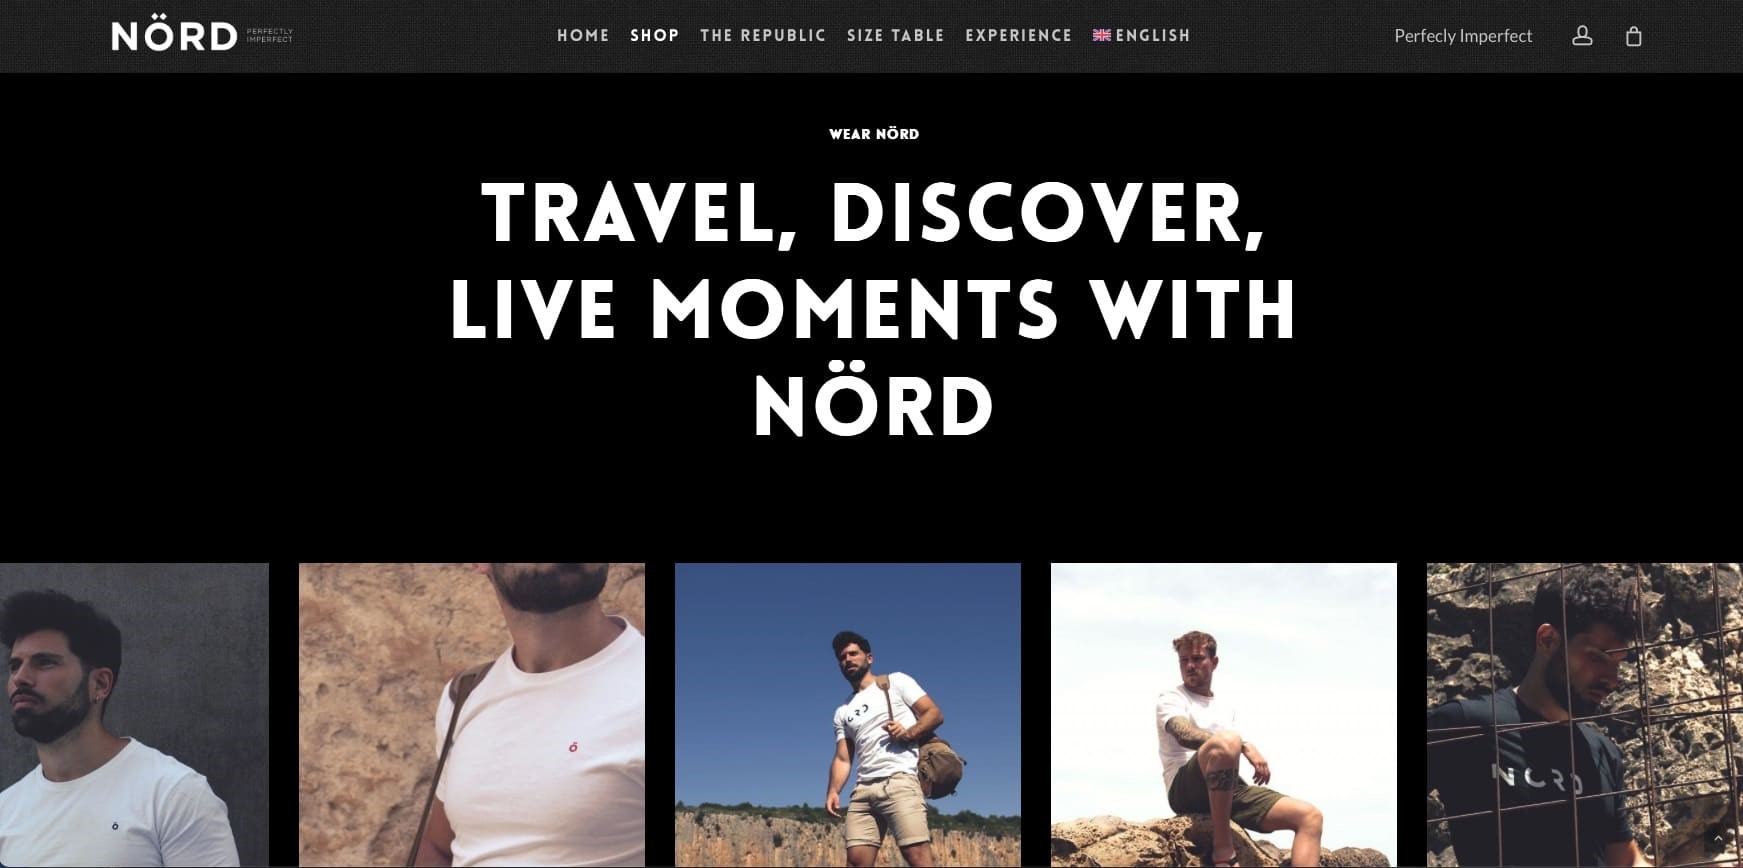 NÖRD
PERFECTLY
IMPERFECT
HOME SHOP THE REPUBLIC SIZE TABLE EXPERIENCE ENGLISH
Perfecly Imperfect
WEAR NÖRD
TRAVEL, DISCOVER,
LIVE MOMENTS WITH
NÖRD
ö
ö
NÖRD